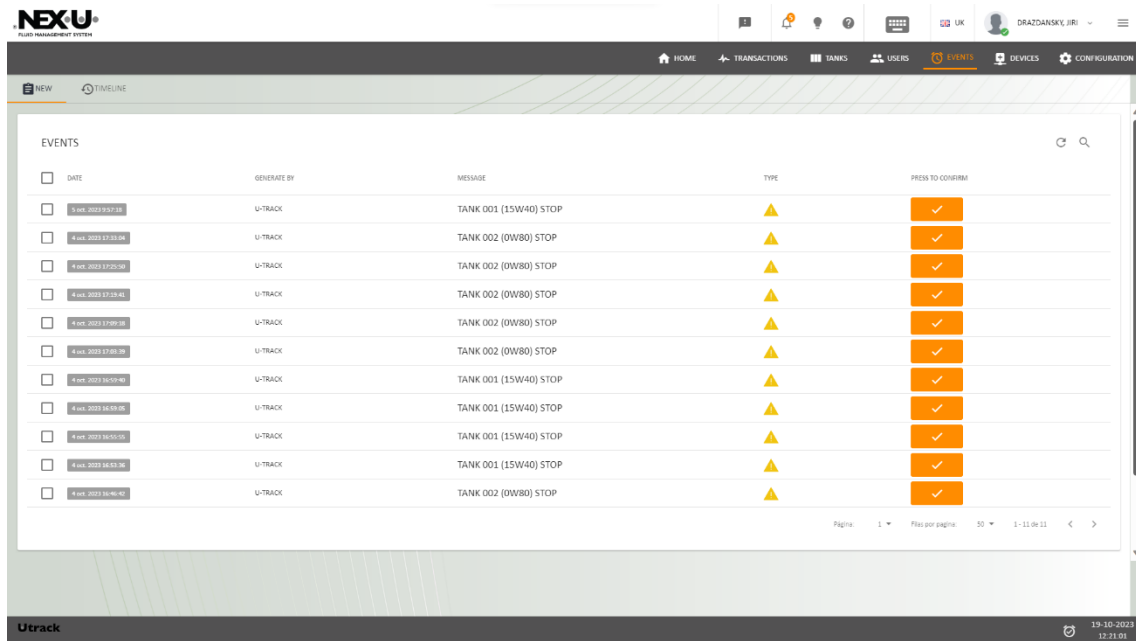 NEX·U·
FLUID MANAGEMENT SYSTEM
5
UK
DRAZDANSKY, JIRI
HOME
TRANSACTIONS
TANKS
USERS
EVENTS
DEVICES
CONFIGURATION
NEW
TIMELINE
EVENTS
DATE GENERATE BY MESSAGE TYPE PRESS TO CONFIRM
5 oct. 2023 9:57:18 U-TRACK TANK 001 (15W40) STOP
4 oct. 2023 17:33:04 U-TRACK TANK 002 (0W80) STOP
4 oct. 2023 17:25:50 U-TRACK TANK 002 (0W80) STOP
4 oct. 2023 17:19:41 U-TRACK TANK 002 (0W80) STOP
4 oct. 2023 17:09:38 U-TRACK TANK 002 (0W80) STOP
4 oct. 2023 17:03:39 U-TRACK TANK 002 (0W80) STOP
4 oct. 2023 16:59:40 U-TRACK TANK 001 (15W40) STOP
4 oct. 2023 16:59:05 U-TRACK TANK 001 (15W40) STOP
4 oct. 2023 16:55:55 U-TRACK TANK 001 (15W40) STOP
4 oct. 2023 16:53:36 U-TRACK TANK 001 (15W40) STOP
4 oct. 2023 16:46:42 U-TRACK TANK 002 (0W80) STOP
Página: 1 Filas por pagina: 50 1 - 11 de 11
Utrack
19-10-2023
12:21:01